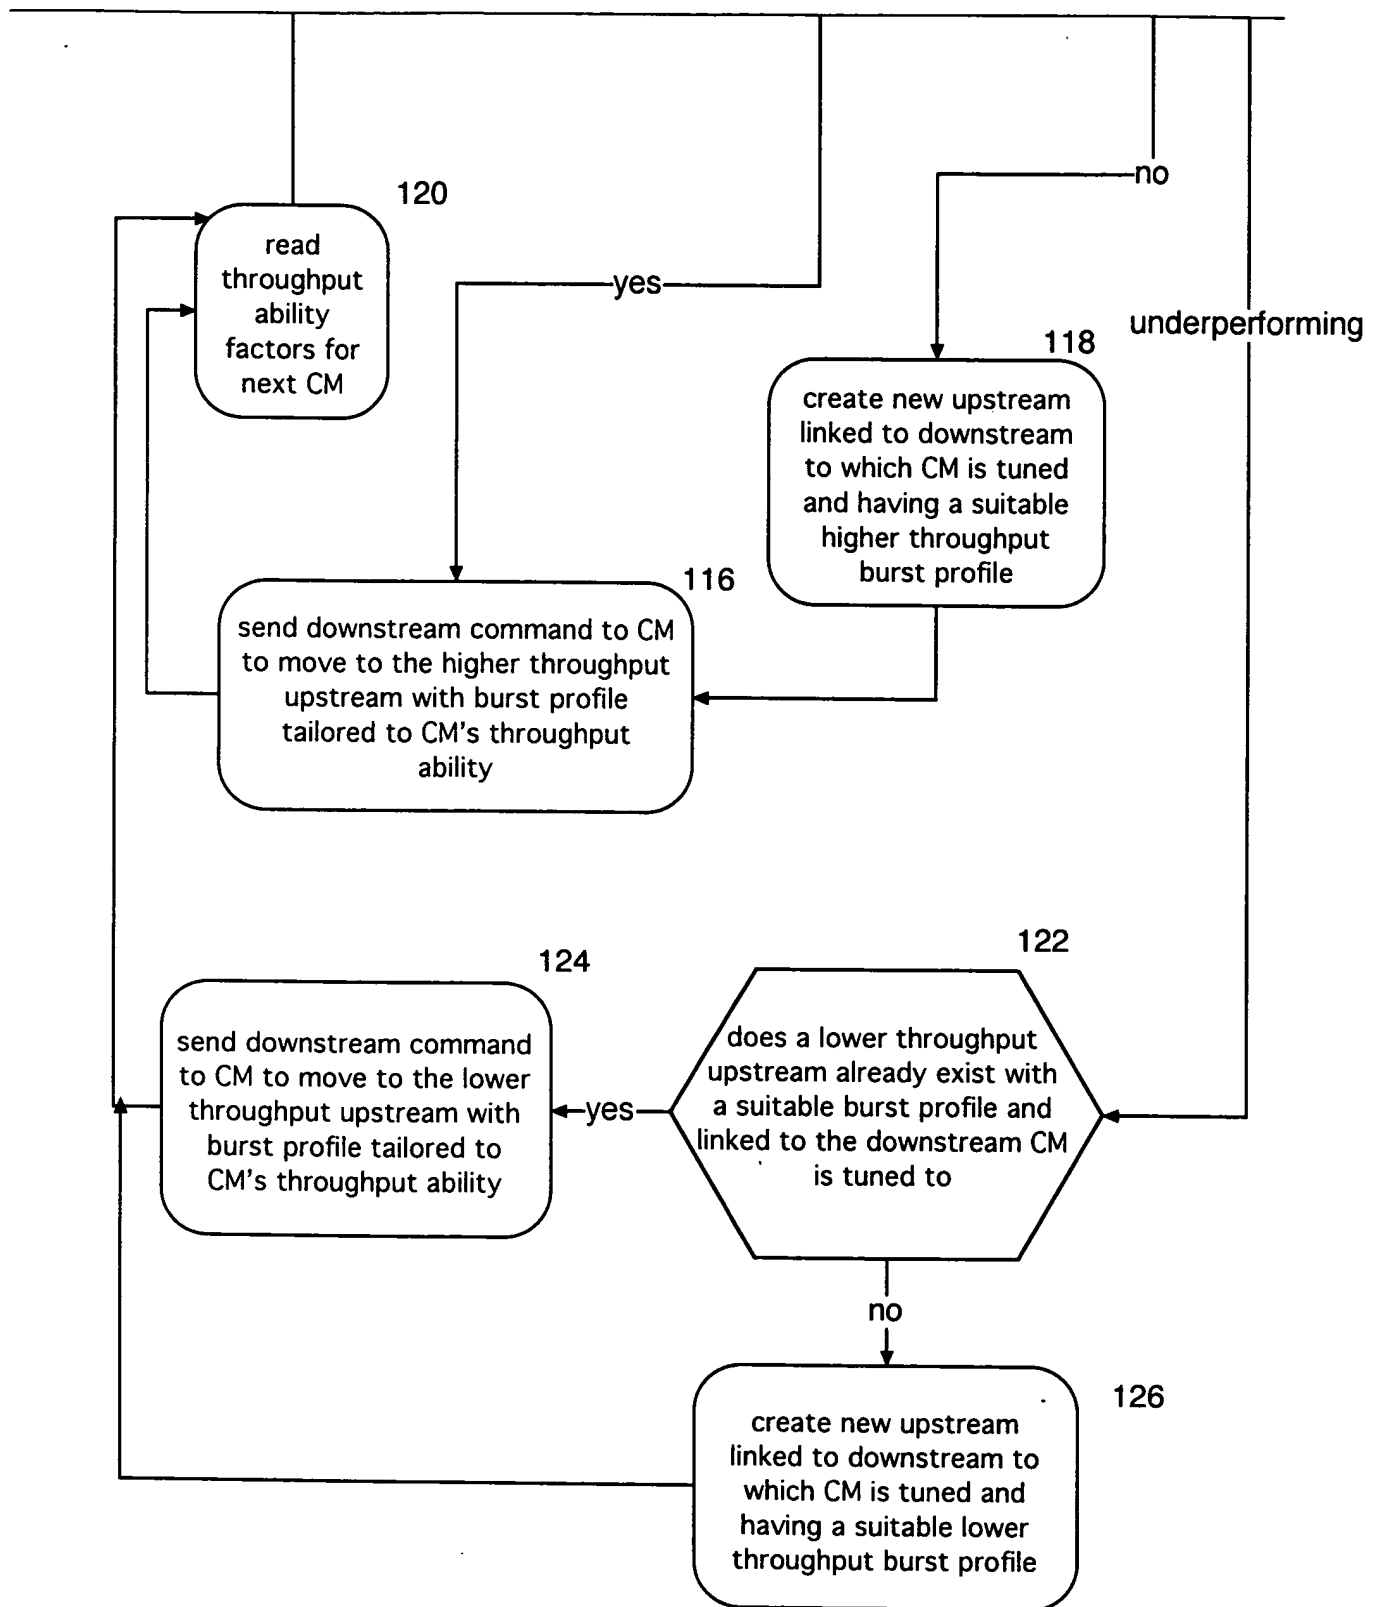 no
120
read
throughput
ability
factors for
next CM
yes
underperforming
118
create new upstream
linked to downstream
to which CM is tuned
and having a suitable
higher throughput
burst profile
116
send downstream command to CM
to move to the higher throughput
upstream with burst profile
tailored to CM's throughput
ability
122
124
does a lower throughput
upstream already exist with
a suitable burst profile and
linked to the downstream CM
is tuned to
send downstream command
to CM to move to the lower
throughput upstream with
burst profile tailored to
CM's throughput ability
yes
no
126
create new upstream
linked to downstream to
which CM is tuned and
having a suitable lower
throughput burst profile